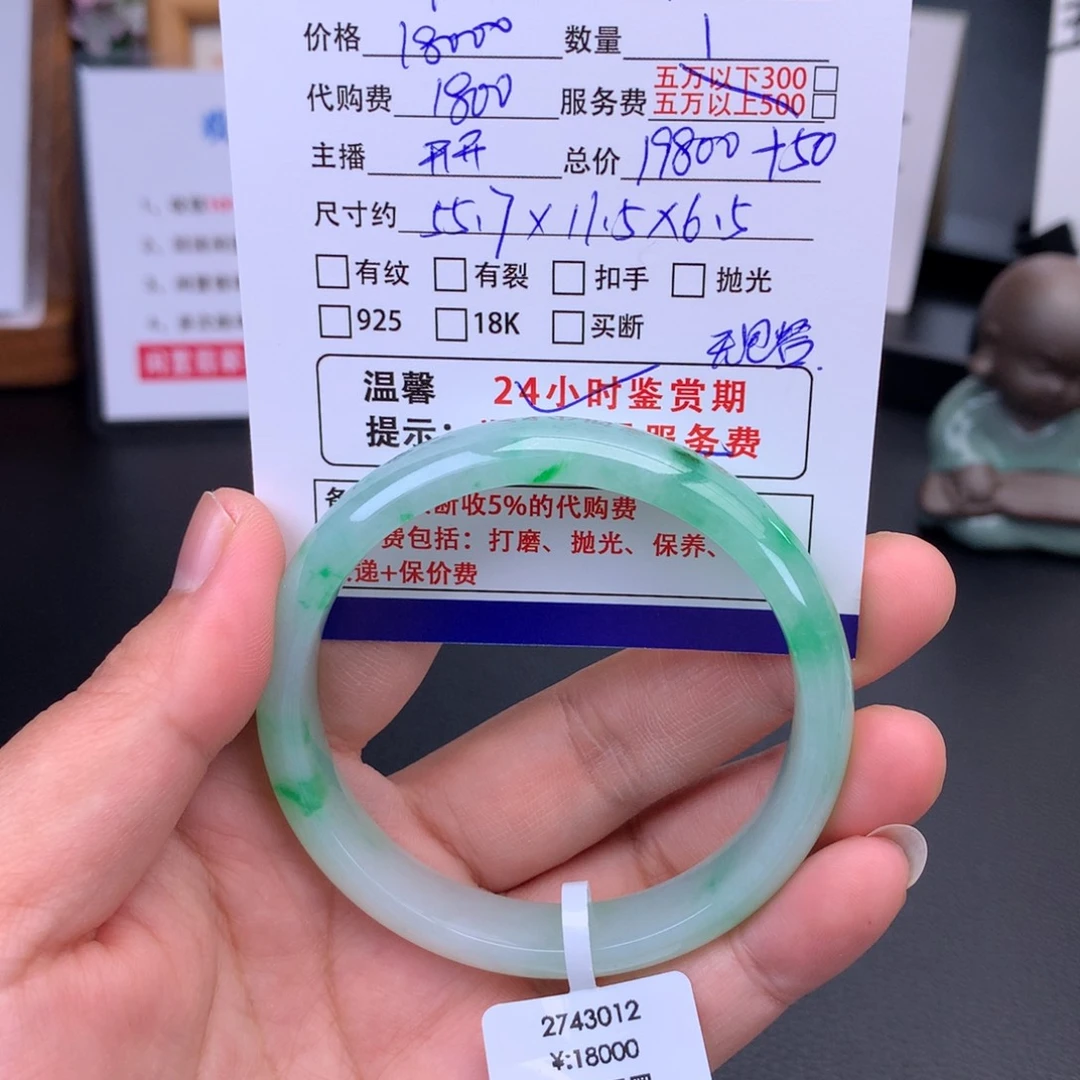 价格 18000 数量 1
代购费 1800 服务费 五万以下300
五万以上500
主播 开开 总价 19800+50
尺寸约 55.7×11.5×6.5
□有纹 □有裂 □扣手 □抛光
□925 □18K □买断
温馨 24小时鉴赏期
提示: 服务费
断收5%的代购费
费包括：打磨、抛光、保养、
递+保价费
2743012
¥:18000